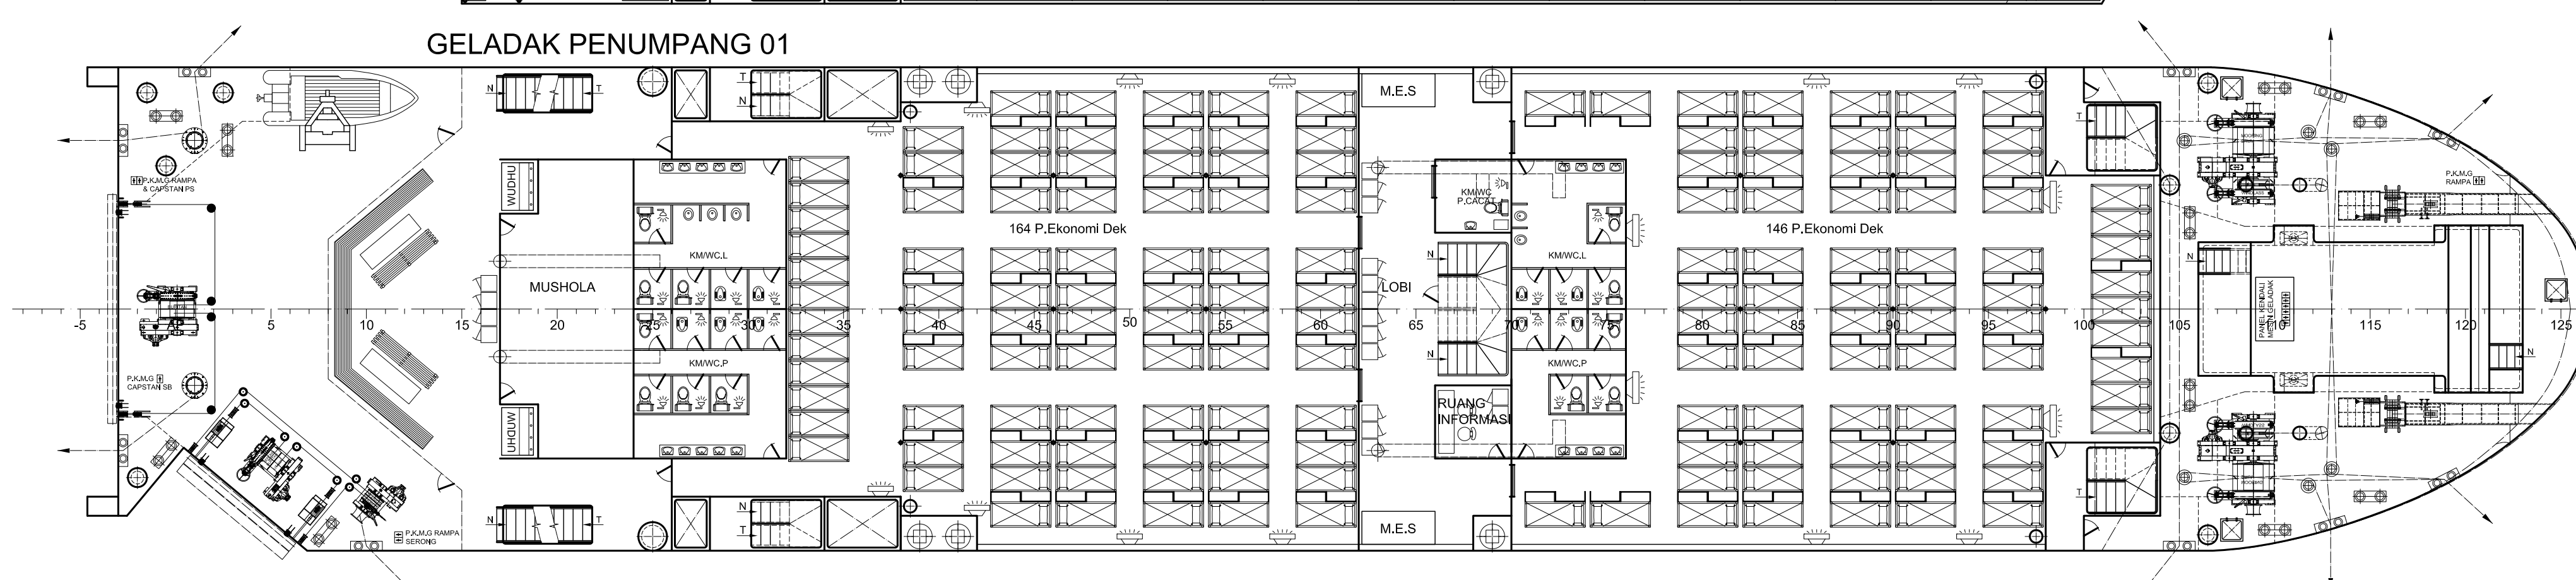 GELADAK PENUMPANG 01
N
T
T
N
M.E.S
T
P.K.M.G RAMPA
& CAPSTAN PS
WUDHU
KM/WC
P.CACAT
P.K.M.G
RAMPA
164 P.Ekonomi Dek
146 P.Ekonomi Dek
KM/WC.L
KM/WC.L
N
N
MUSHOLA
LOBI
PANEL KENDALI
MESIN GELADAK
-5
5
10
15
20
25
30
35
40
45
50
55
60
65
70
75
80
85
90
95
100
105
110
115
120
125
N
N
KM/WC.P
KM/WC.P
P.K.M.G
CAPSTAN SB
WUDHU
RUANG
INFORMASI
N
T
N
T
M.E.S
T
P.K.M.G RAMPA
SERONG